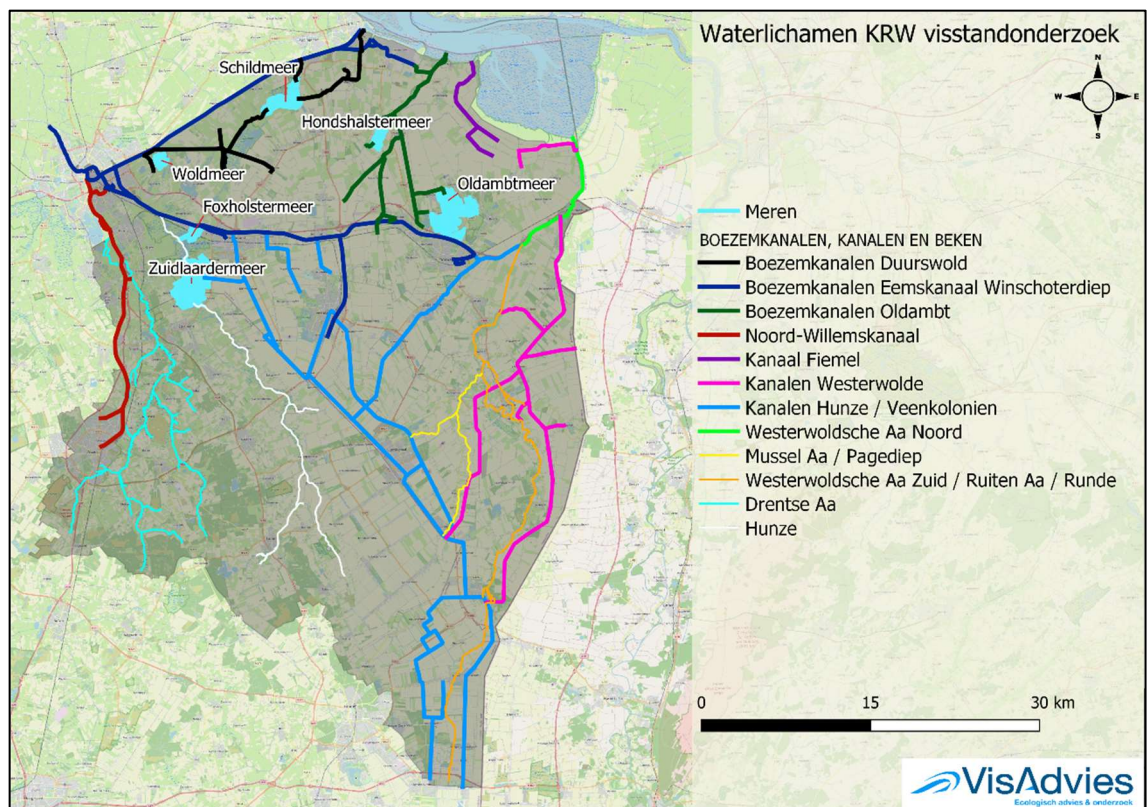 Waterlichamen KRW visstandonderzoek
N
W
E
S
Schildmeer
Hondshalstermeer
Woldmeer
Oldambtmeer
Foxholstermeer
Zuidlaardermeer
Meren
BOEZEMKANALEN, KANALEN EN BEKEN
Boezemkanalen Duurswold
Boezemkanalen Eemskanaal Winschoterdiep
Boezemkanalen Oldambt
Noord-Willemskanaal
Kanaal Fiemel
Kanalen Westerwolde
Kanalen Hunze / Veenkolonien
Westerwoldsche Aa Noord
Mussel Aa / Pagediep
Westerwoldsche Aa Zuid / Ruiten Aa / Runde
Drentse Aa
Hunze
0 15 30 km
VisAdvies
Ecologisch advies & onderzoek